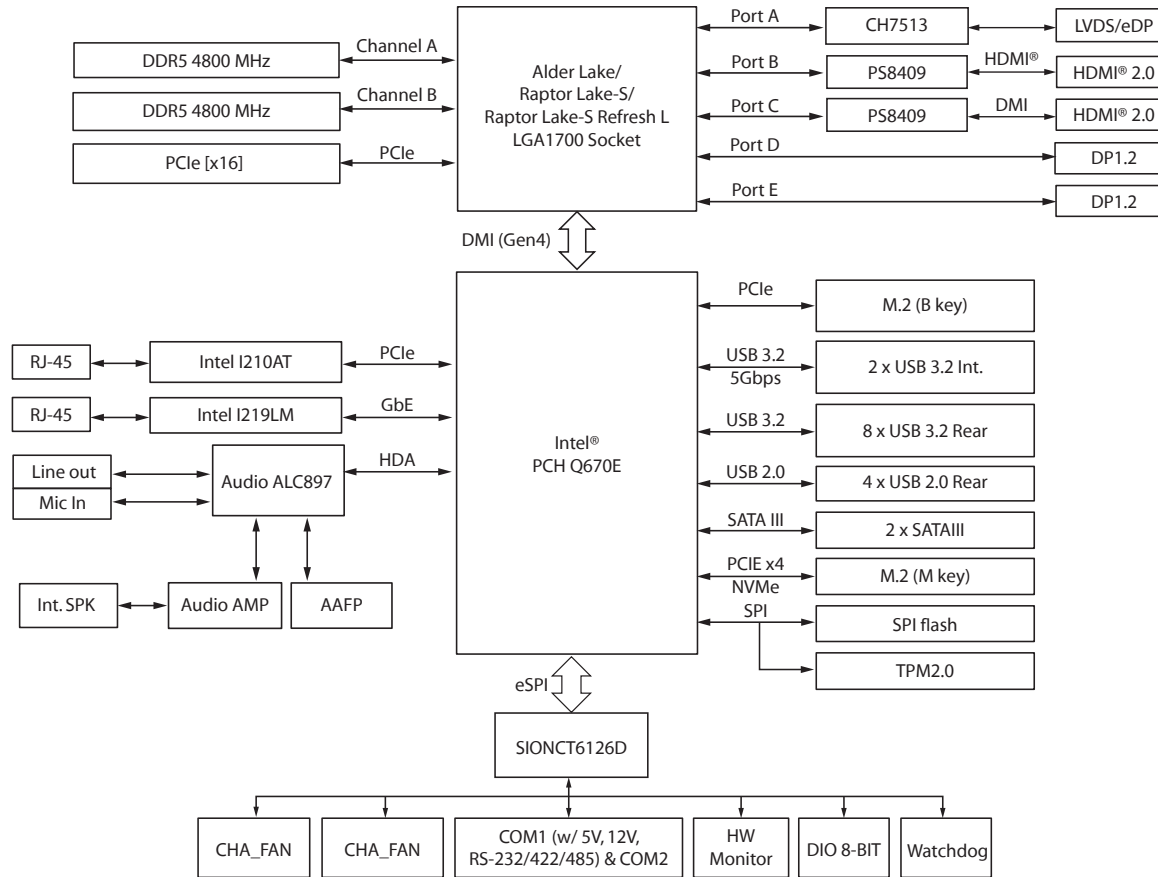 Port A
CH7513
LVDS/eDP
DDR5 4800 MHz
Channel A
Alder Lake/
Raptor Lake-S/
Raptor Lake-S Refresh L
LGA1700 Socket
Port B
PS8409
HDMI®
HDMI® 2.0
DDR5 4800 MHz
Channel B
Port C
PS8409
DMI
HDMI® 2.0
PCIe [x16]
PCIe
Port D
DP1.2
Port E
DP1.2
DMI (Gen4)
PCIe
M.2 (B key)
RJ-45
Intel I210AT
PCIe
USB 3.2
5Gbps
2 x USB 3.2 Int.
RJ-45
Intel I219LM
GbE
Intel®
PCH Q670E
USB 3.2
8 x USB 3.2 Rear
Line out
Mic In
Audio ALC897
HDA
USB 2.0
4 x USB 2.0 Rear
SATA III
2 x SATAIII
PCIE x4
NVMe
M.2 (M key)
Int. SPK
Audio AMP
AAFP
SPI
SPI flash
TPM2.0
eSPI
SIONCT6126D
CHA_FAN
CHA_FAN
COM1 (w/ 5V, 12V,
RS-232/422/485) & COM2
HW
Monitor
DIO 8-BIT
Watchdog